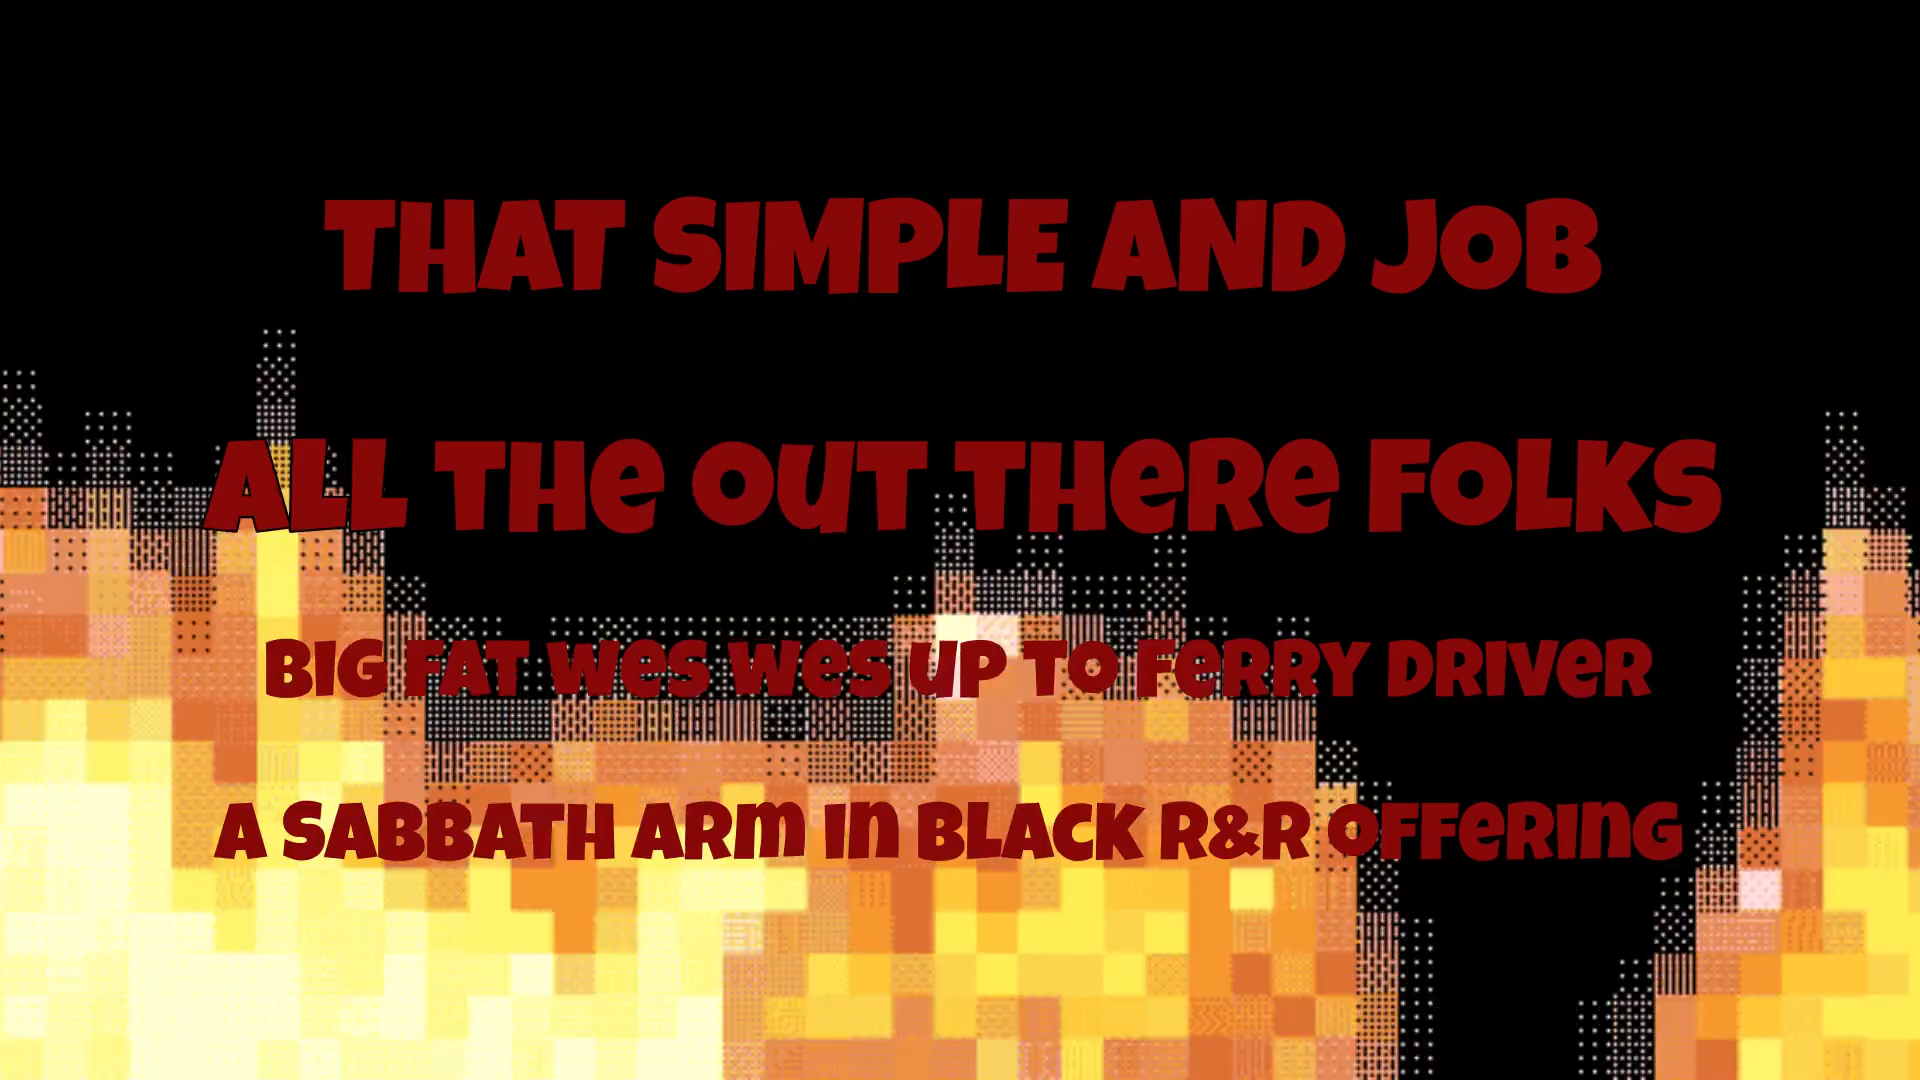 THAT SIMPLE AND JOB
ALL THE OUT THERE FOLKS
BIG FAT WES WES UP TO FERRY DRIVER
A SABBATH ARM IN BLACK R&R OFFERING